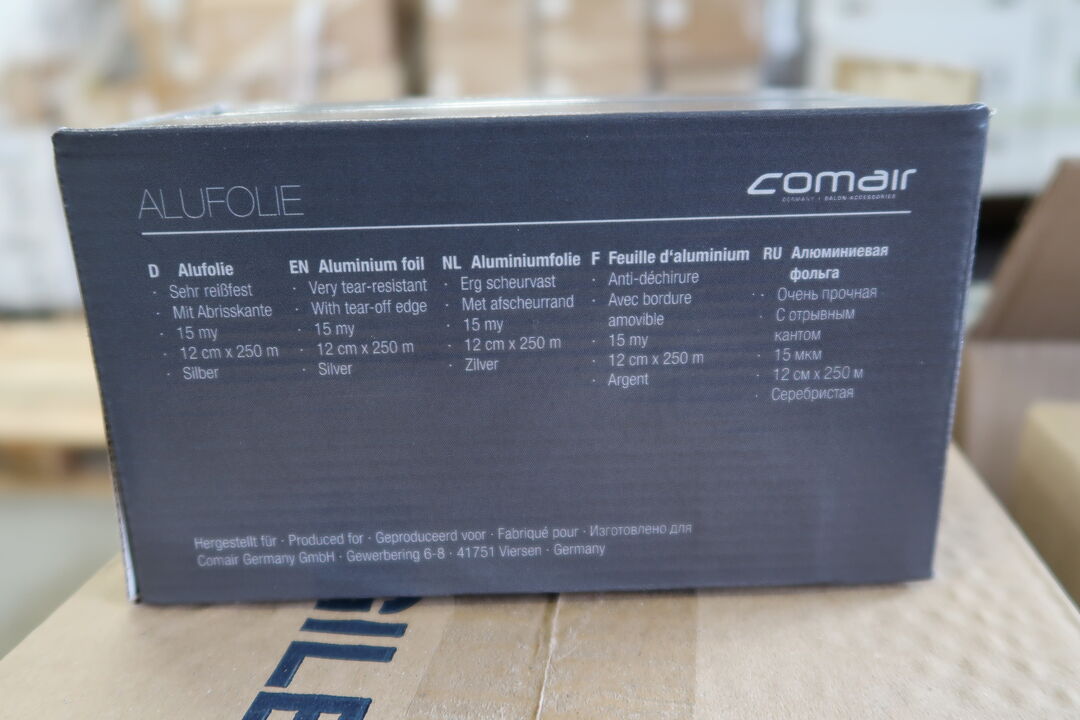 ALUFOLIE
comair
GERMANY | SALON ACCESSORIES
D Alufolie
· Sehr reißfest
· Mit Abrisskante
· 15 my
· 12 cm x 250 m
· Silber
EN Aluminium foil
· Very tear-resistant
· With tear-off edge
· 15 my
· 12 cm x 250 m
· Silver
NL Aluminiumfolie
· Erg scheurvast
· Met afscheurrand
· 15 my
· 12 cm x 250 m
· Zilver
F Feuille d'aluminium
· Anti-déchirure
· Avec bordure
amovible
· 15 my
· 12 cm x 250 m
· Argent
RU Алюминиевая
фольга
· Очень прочная
· С отрывным
кантом
· 15 мкм
· 12 см x 250 м
· Серебристая
Hergestellt für · Produced for · Geproduceerd voor · Fabriqué pour · Изготовлено для
Comair Germany GmbH · Gewerbering 6-8 · 41751 Viersen · Germany
GILE